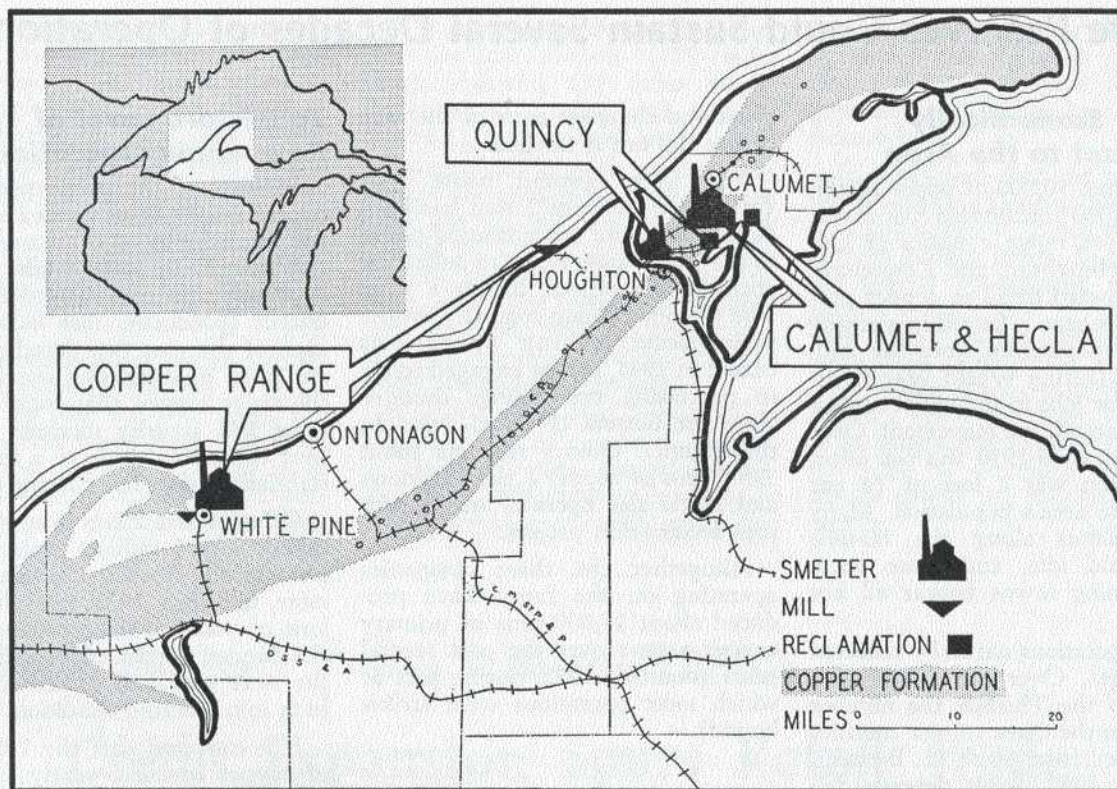 QUINCY
CALUMET
HOUGHTON
CALUMET & HECLA
COPPER RANGE
ONTONAGON
WHITE PINE
C. M. ST P & P
D S S & A
SMELTER
MILL
RECLAMATION
COPPER FORMATION
MILES 0 10 20